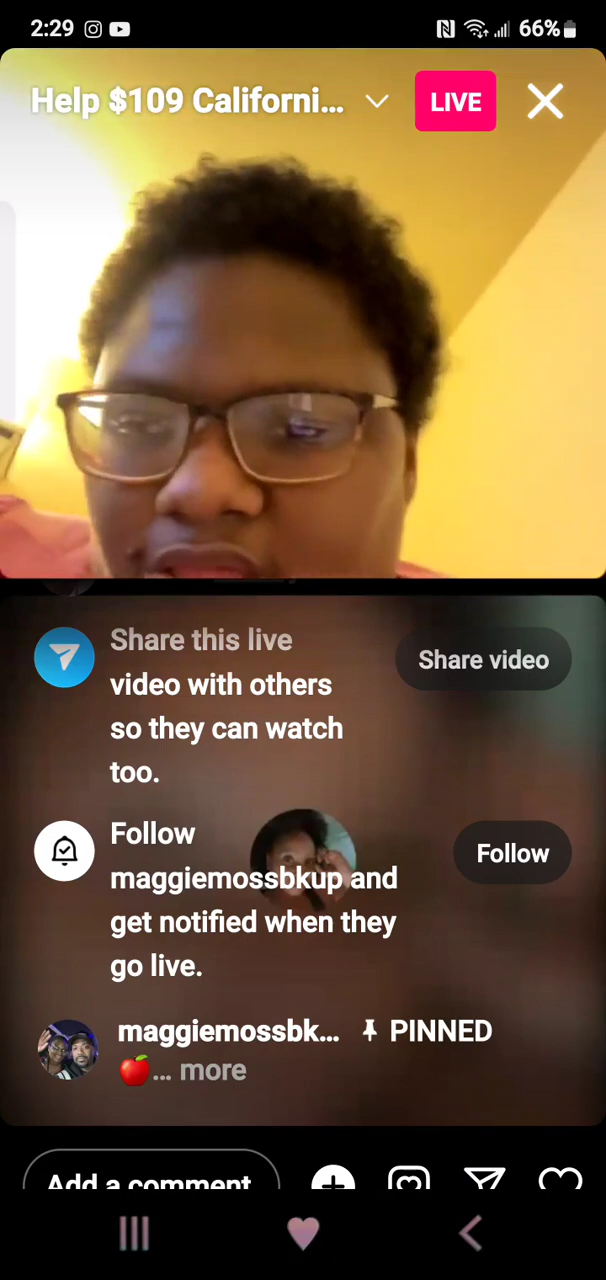 2:29 66%
Help $109 Californi... LIVE
Share this live
video with others
so they can watch
too.
Share video
Follow
maggiemossbkup and
get notified when they
go live.
Follow
maggiemossbk... PINNED
🍎... more
Add a comment